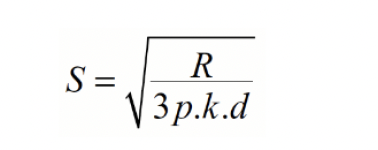 S = √(R / 3p.k.d)